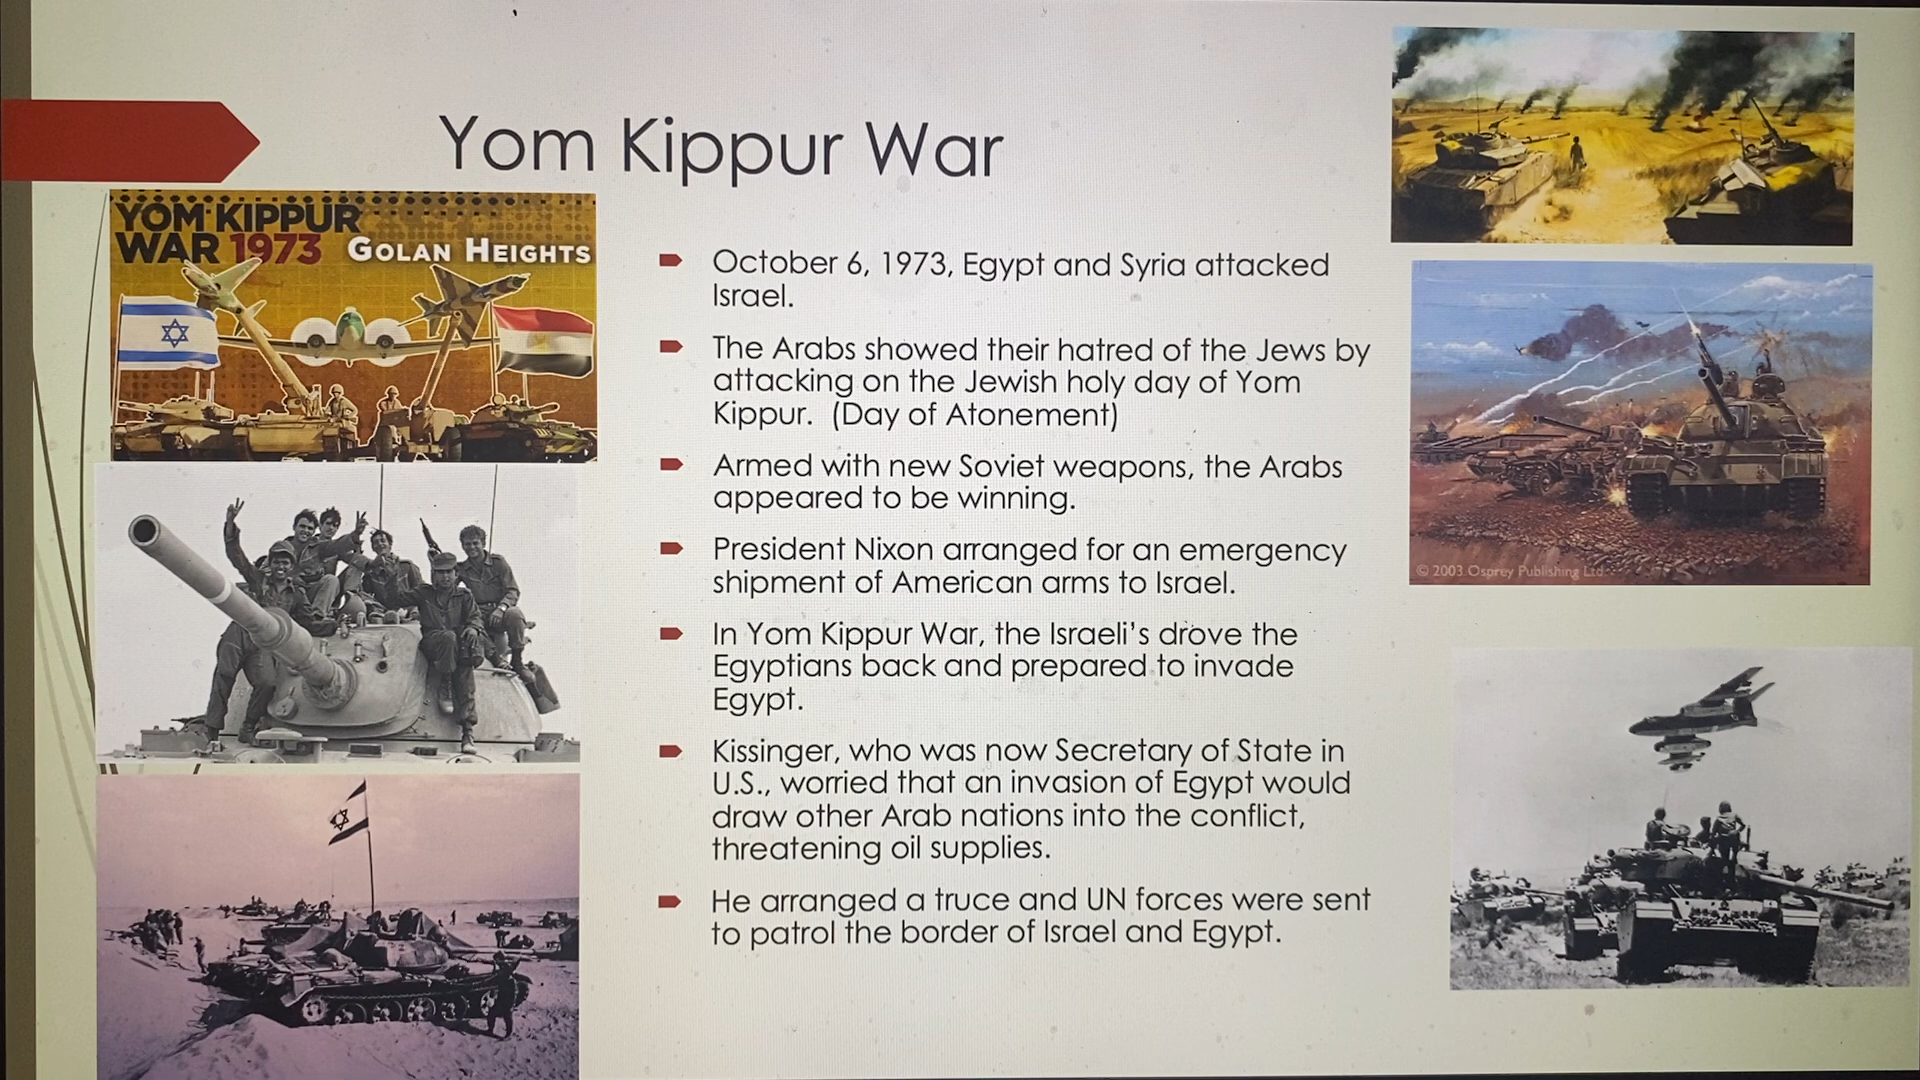 Yom Kippur War
YOM KIPPUR
WAR 1973 GOLAN HEIGHTS
October 6, 1973, Egypt and Syria attacked
Israel.
The Arabs showed their hatred of the Jews by
attacking on the Jewish holy day of Yom
Kippur. (Day of Atonement)
Armed with new Soviet weapons, the Arabs
appeared to be winning.
President Nixon arranged for an emergency
shipment of American arms to Israel.
In Yom Kippur War, the Israeli's drove the
Egyptians back and prepared to invade
Egypt.
Kissinger, who was now Secretary of State in
U.S., worried that an invasion of Egypt would
draw other Arab nations into the conflict,
threatening oil supplies.
He arranged a truce and UN forces were sent
to patrol the border of Israel and Egypt.
© 2003 Osprey Publishing Ltd.